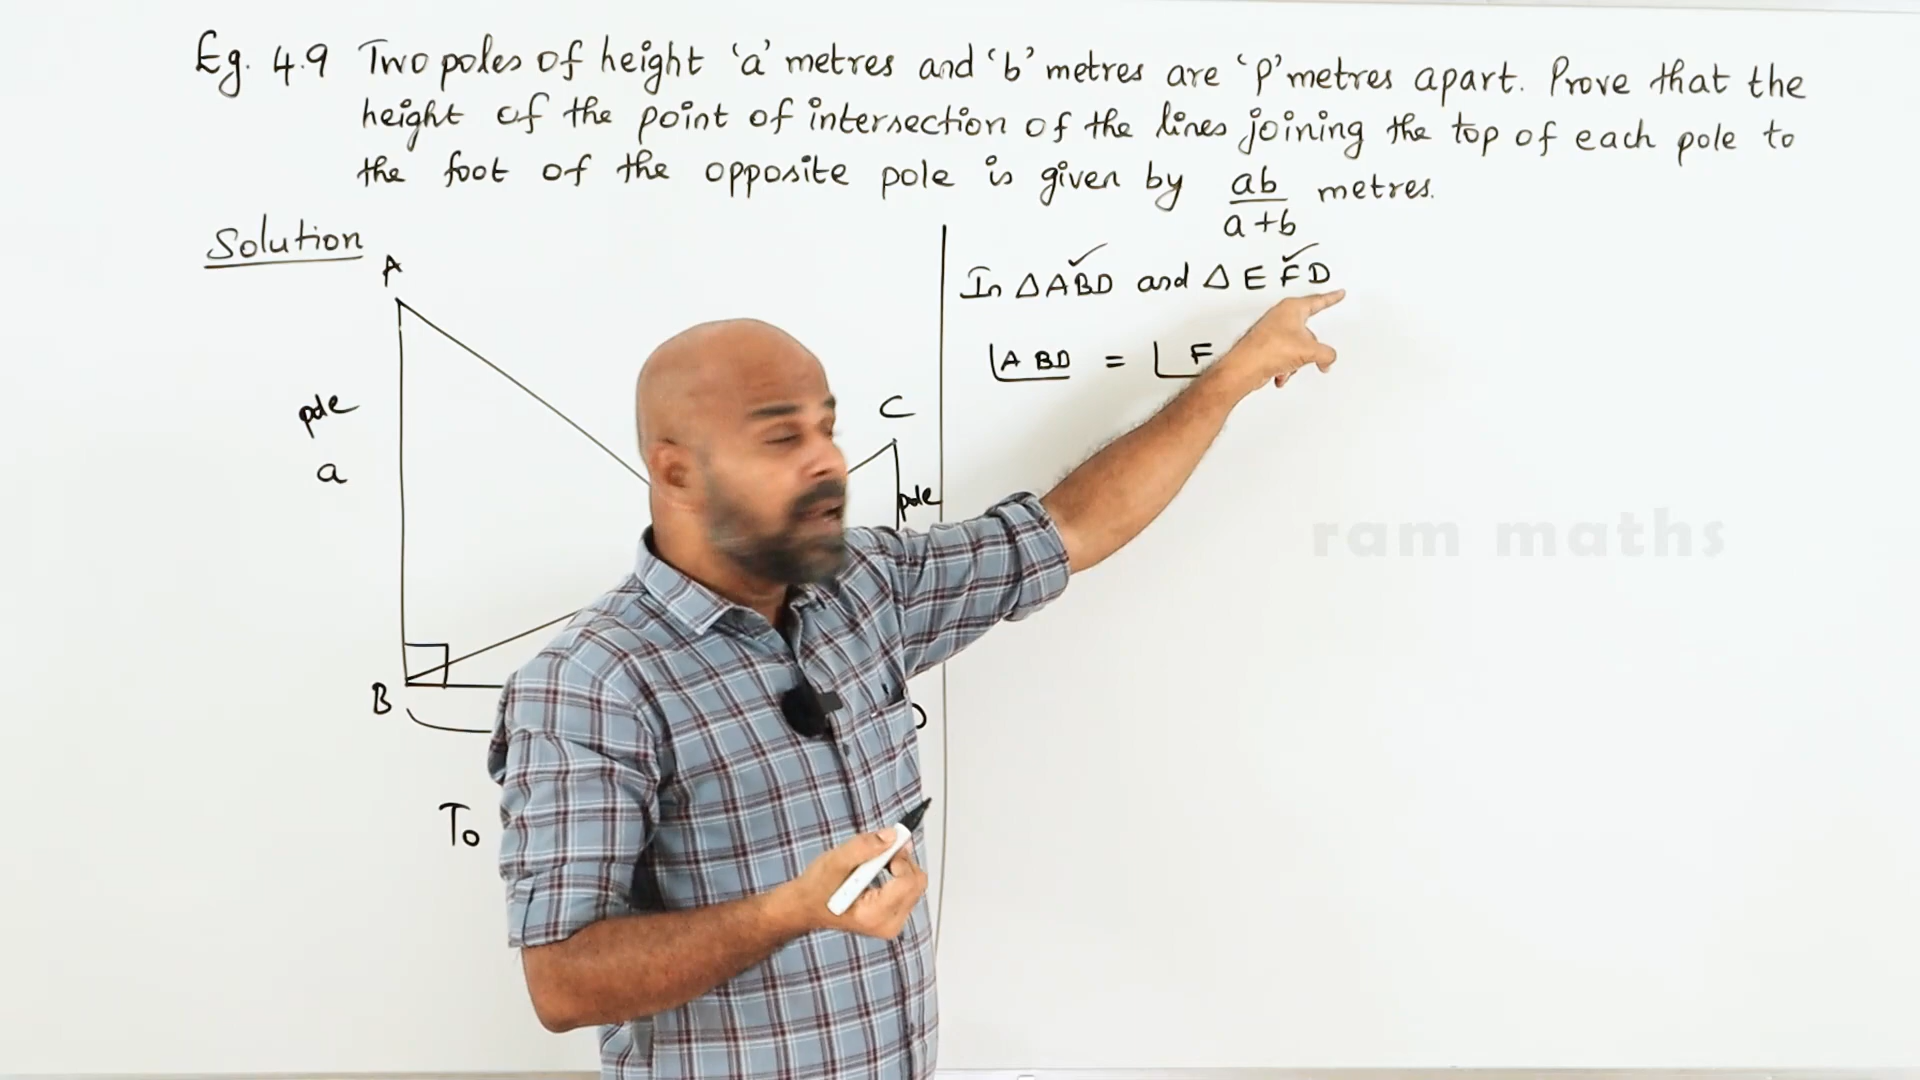 Eg. 4.9 Two poles of height 'a' metres and 'b' metres are 'p' metres apart. Prove that the
height of the point of intersection of the lines joining the top of each pole to
the foot of the opposite pole is given by ab/a+b metres.
Solution
A
pole
a
B
C
pole
D
To
In △ABD and △EFD
∠ABD = ∠F
ram maths